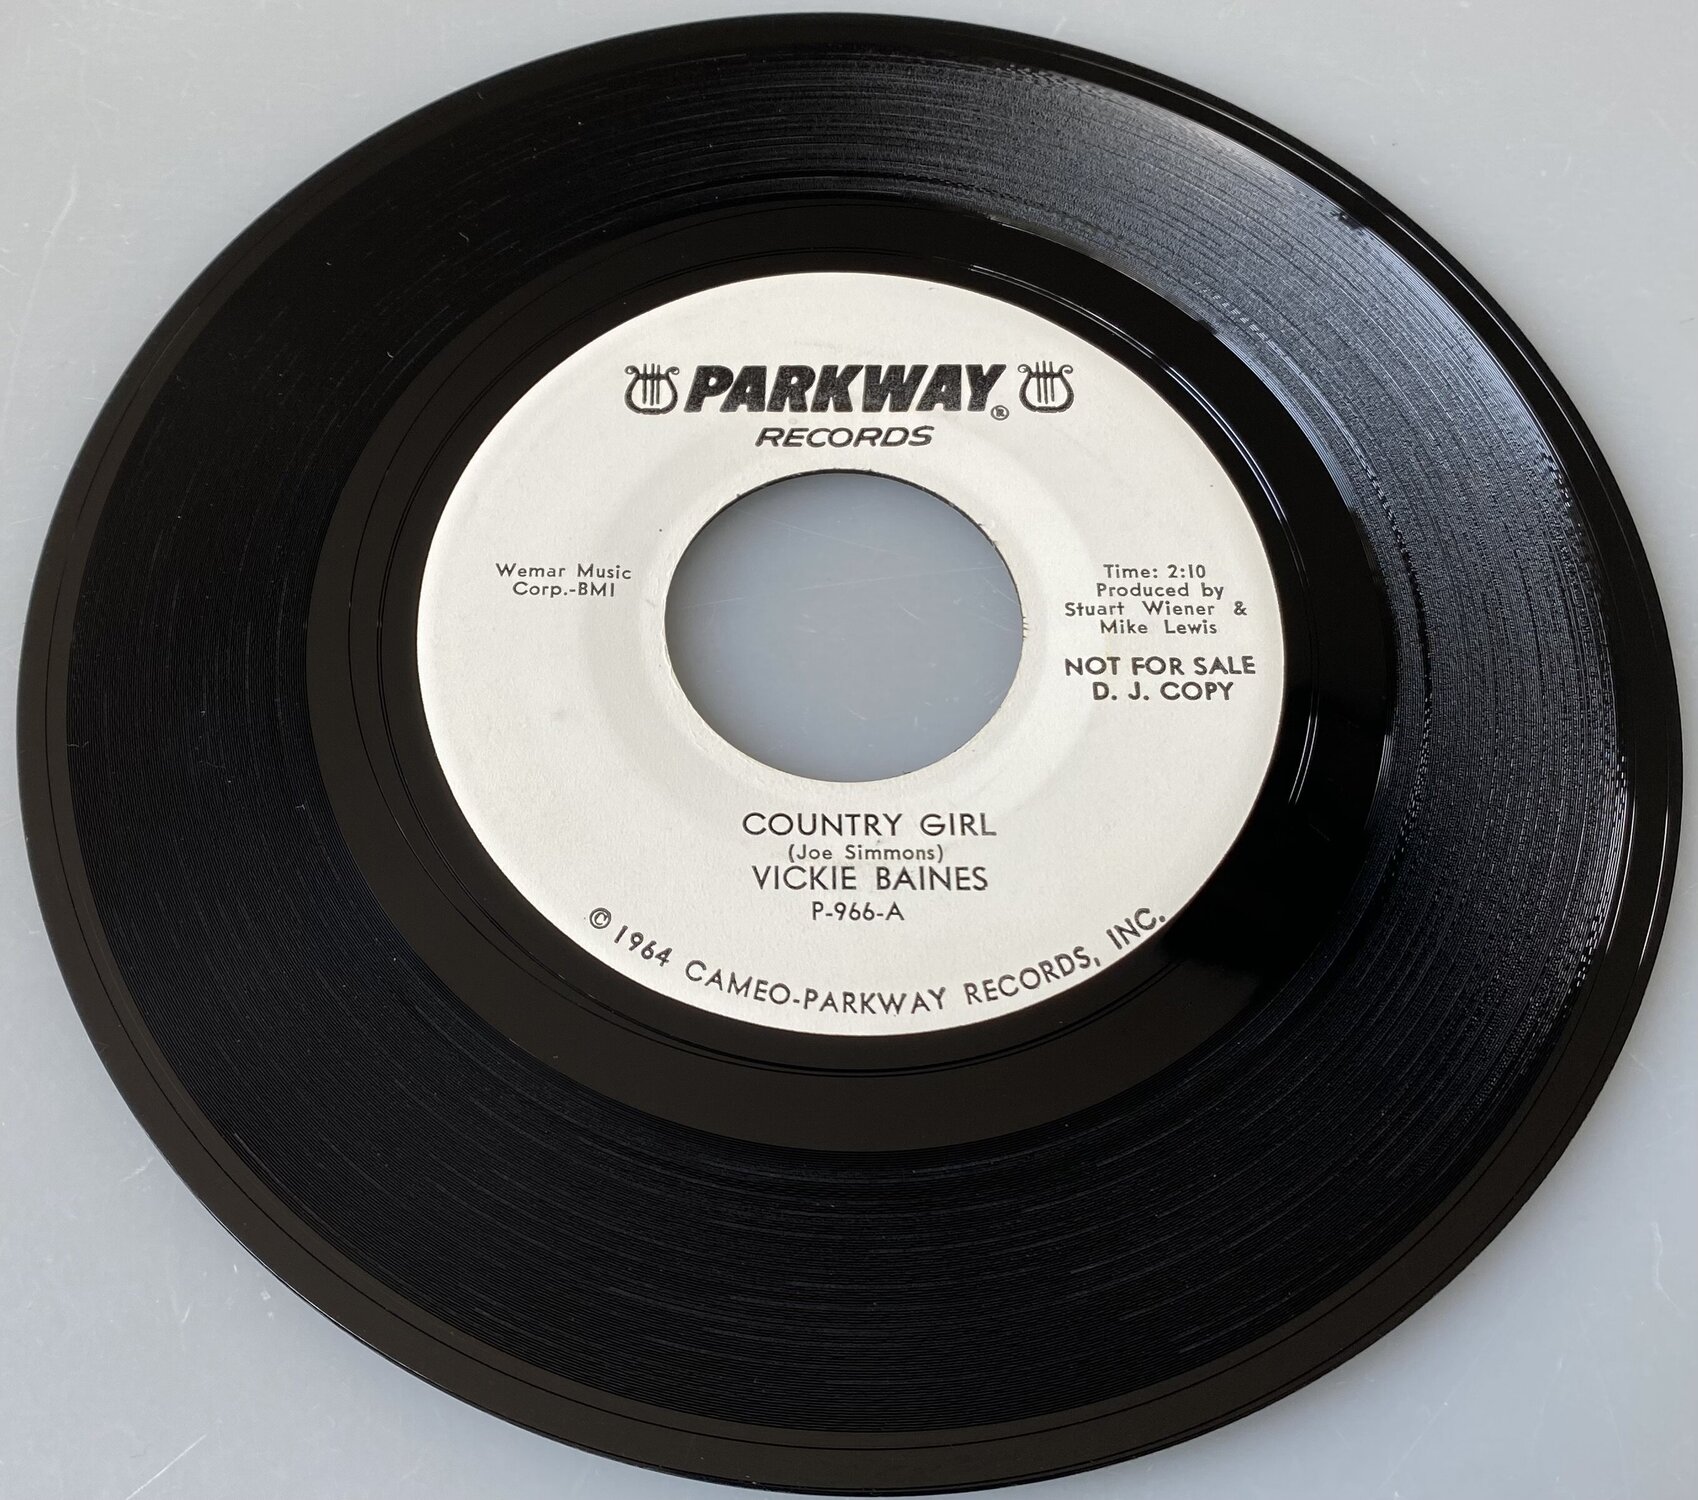 PARKWAY®
RECORDS
Wemar Music
Corp.-BMI
Time: 2:10
Produced by
Stuart Wiener &
Mike Lewis
NOT FOR SALE
D. J. COPY
COUNTRY GIRL
(Joe Simmons)
VICKIE BAINES
P-966-A
© 1964 CAMEO-PARKWAY RECORDS, INC.